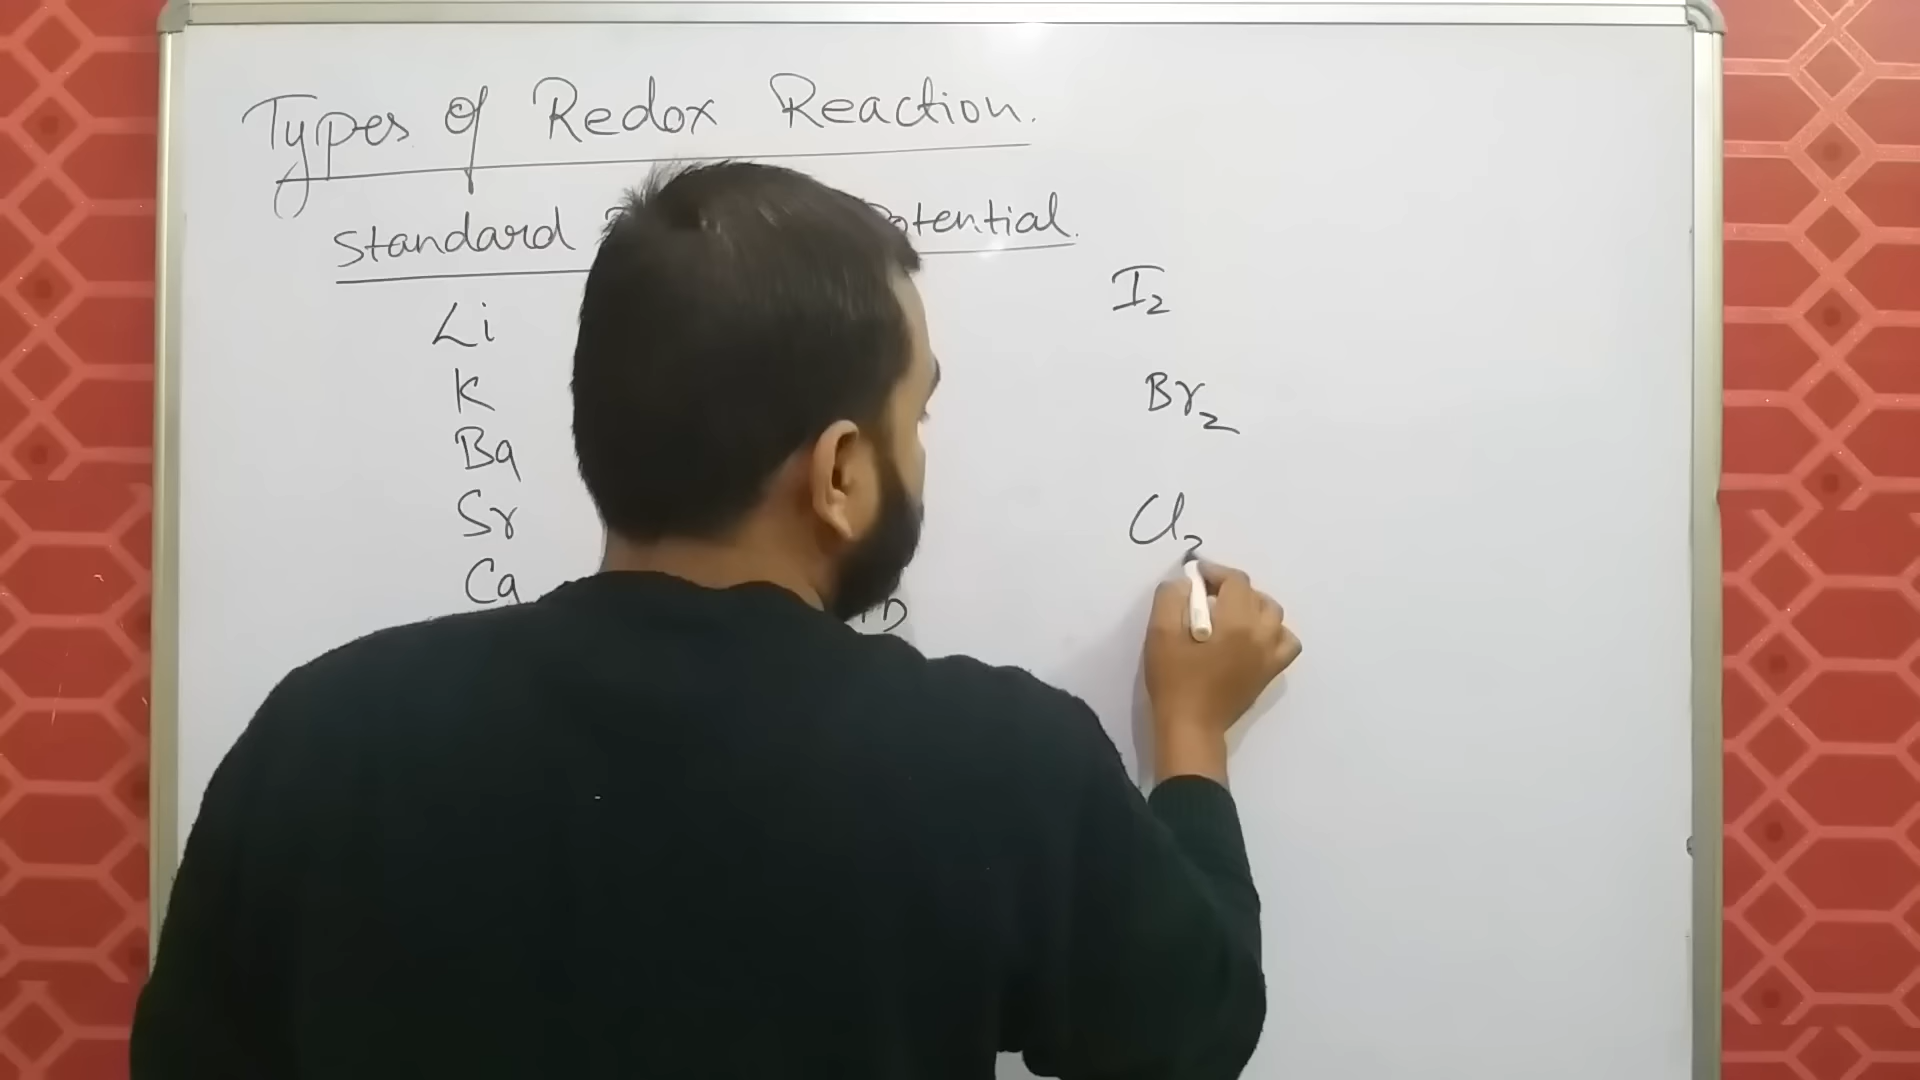 Types of Redox Reaction.
Standard Potential.
Li
K
Ba
Sr
Ca
I2
Br2
Cl2